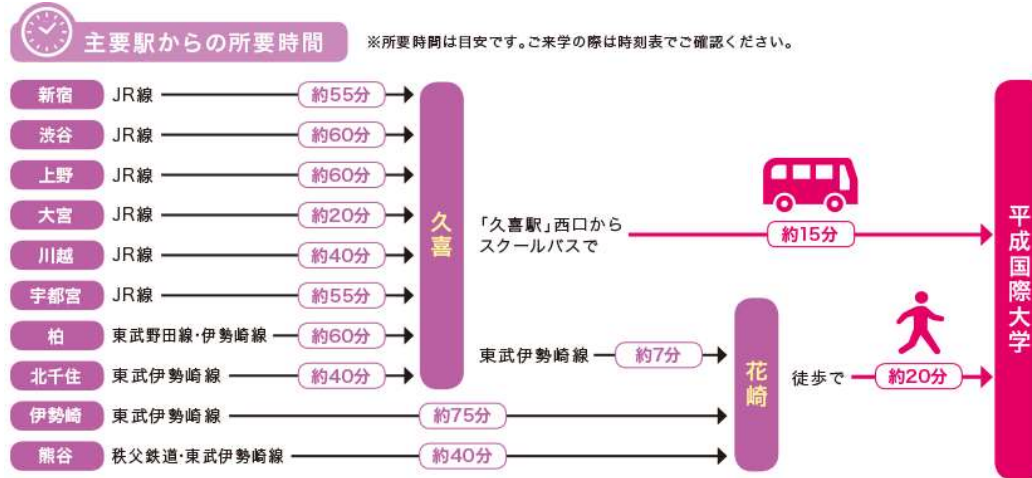 主要駅からの所要時間
※所要時間は目安です。ご来学の際は時刻表でご確認ください。
新宿 JR線 約55分
渋谷 JR線 約60分
上野 JR線 約60分
大宮 JR線 約20分
川越 JR線 約40分
宇都宮 JR線 約55分
柏 東武野田線・伊勢崎線 約60分
北千住 東武伊勢崎線 約40分
伊勢崎 東武伊勢崎線 約75分
熊谷 秩父鉄道・東武伊勢崎線 約40分
久喜
「久喜駅」西口から
スクールバスで
約15分
東武伊勢崎線 約7分
花崎
徒歩で 約20分
平成国際大学